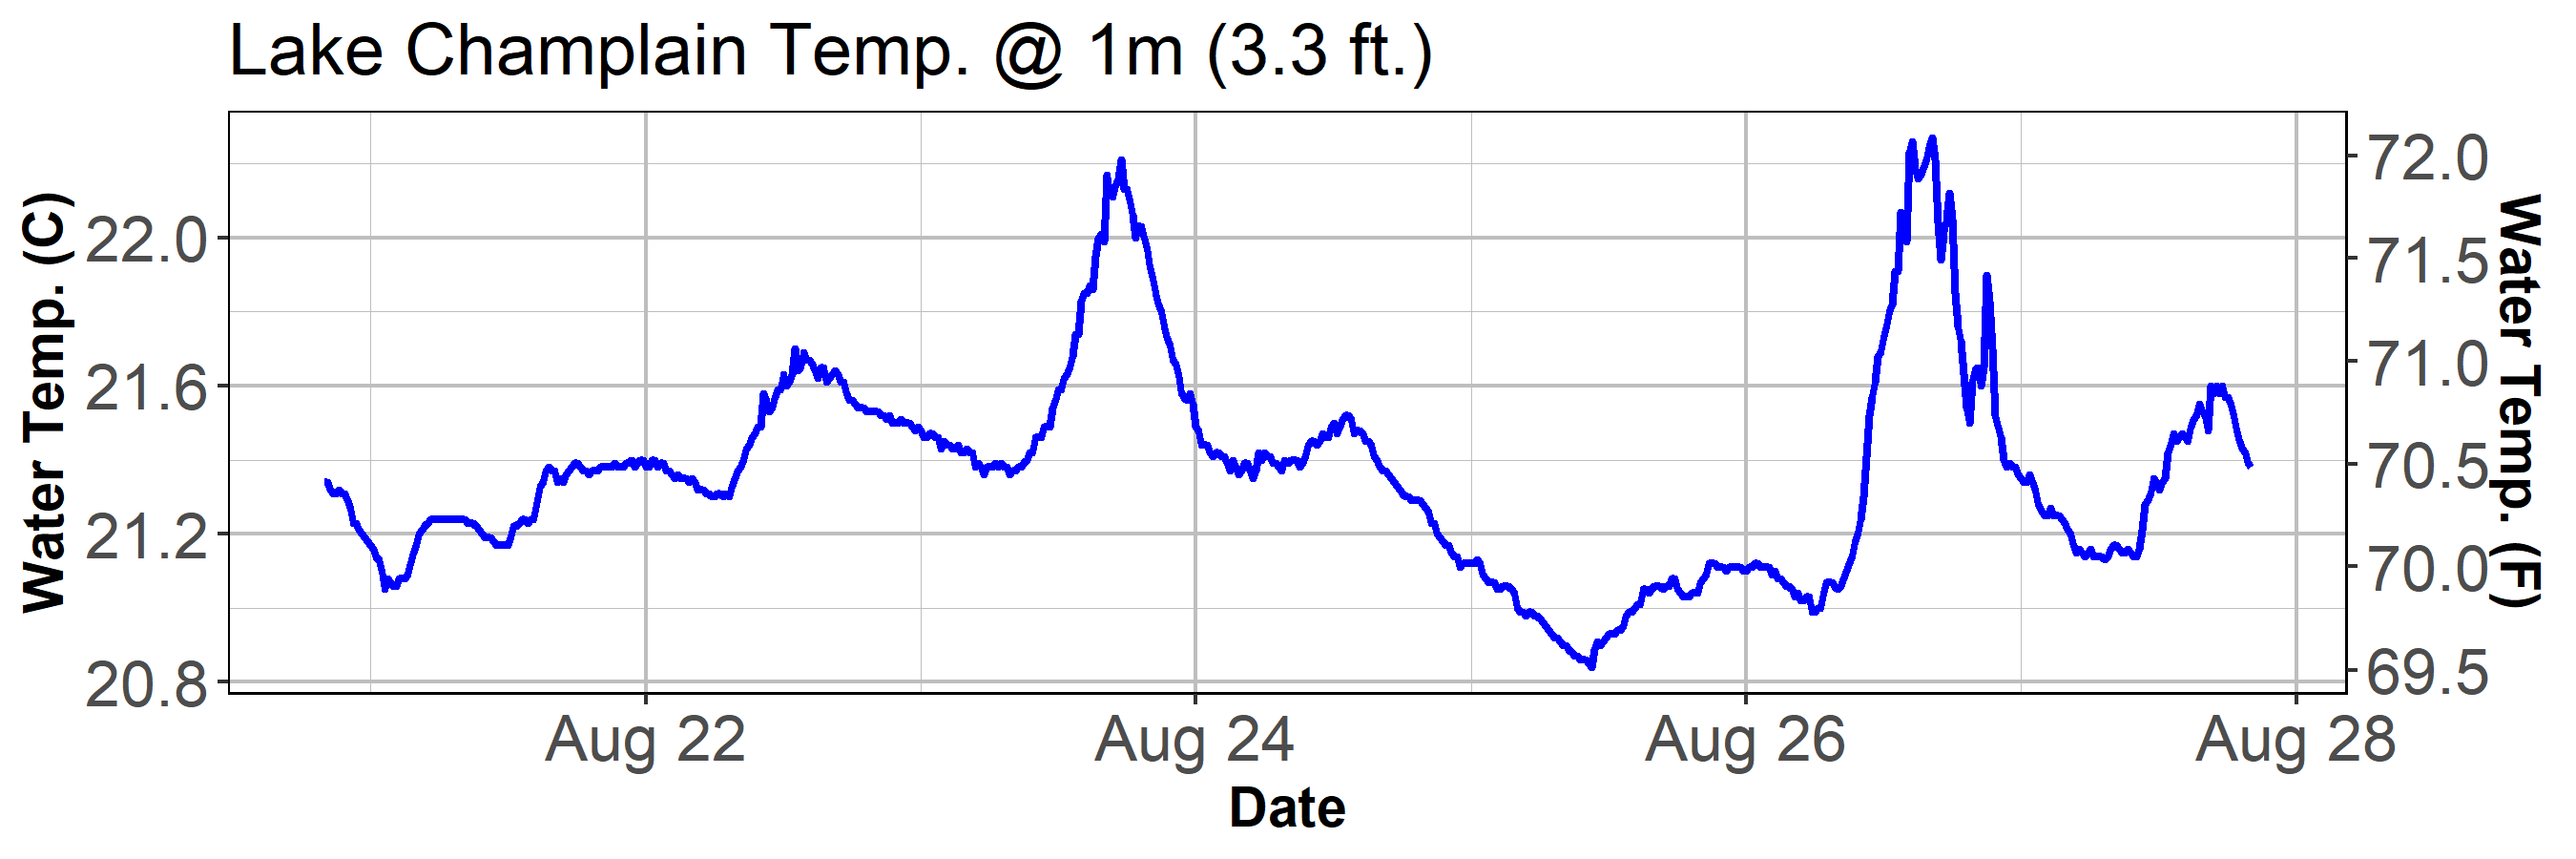 Lake Champlain Temp. @ 1m (3.3 ft.)
Water Temp. (C)
22.0
21.6
21.2
20.8
72.0
71.5
71.0
70.5
70.0
69.5
Water Temp. (F)
Aug 22 Aug 24 Aug 26 Aug 28
Date